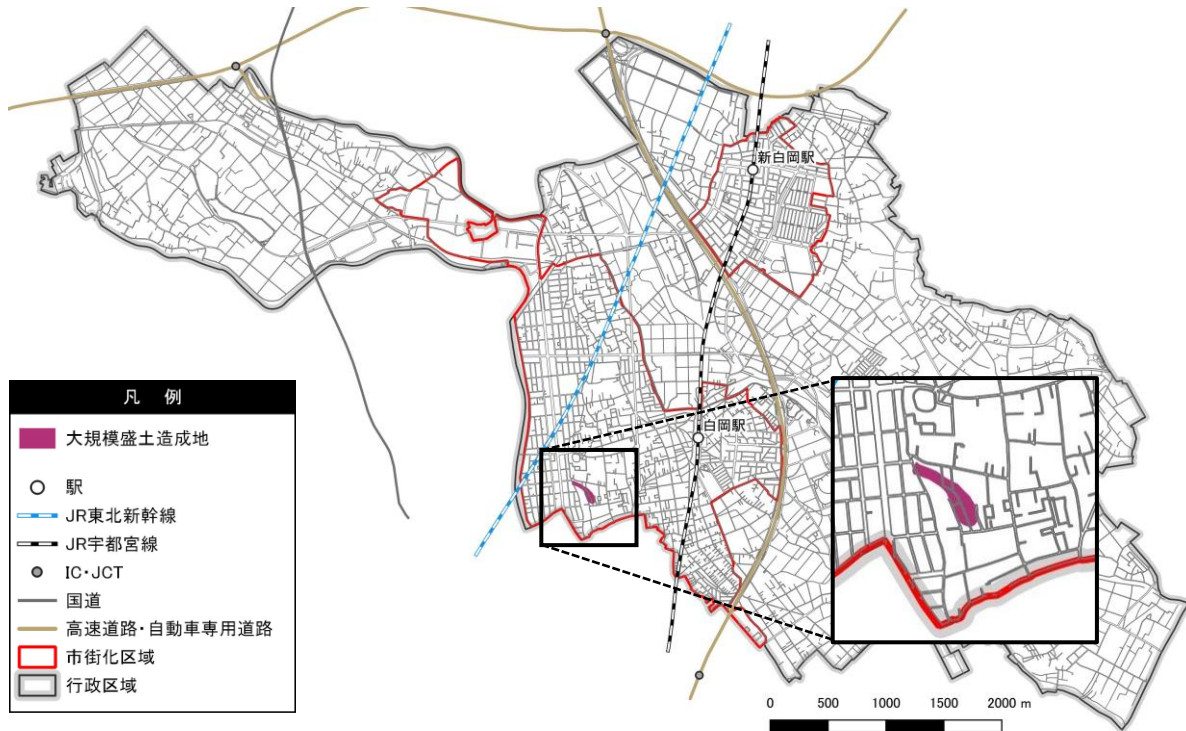 新白岡駅
白岡駅
凡 例
大規模盛土造成地
駅
JR東北新幹線
JR宇都宮線
IC・JCT
国道
高速道路・自動車専用道路
市街化区域
行政区域
0 500 1000 1500 2000 m